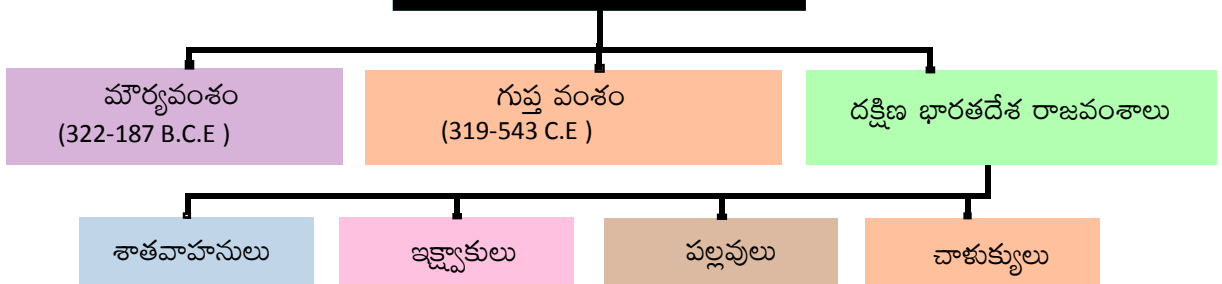 మౌర్యవంశం
(322-187 B.C.E )
గుప్త వంశం
(319-543 C.E )
దక్షిణ భారతదేశ రాజవంశాలు
శాతవాహనులు
ఇక్ష్వాకులు
పల్లవులు
చాళుక్యులు